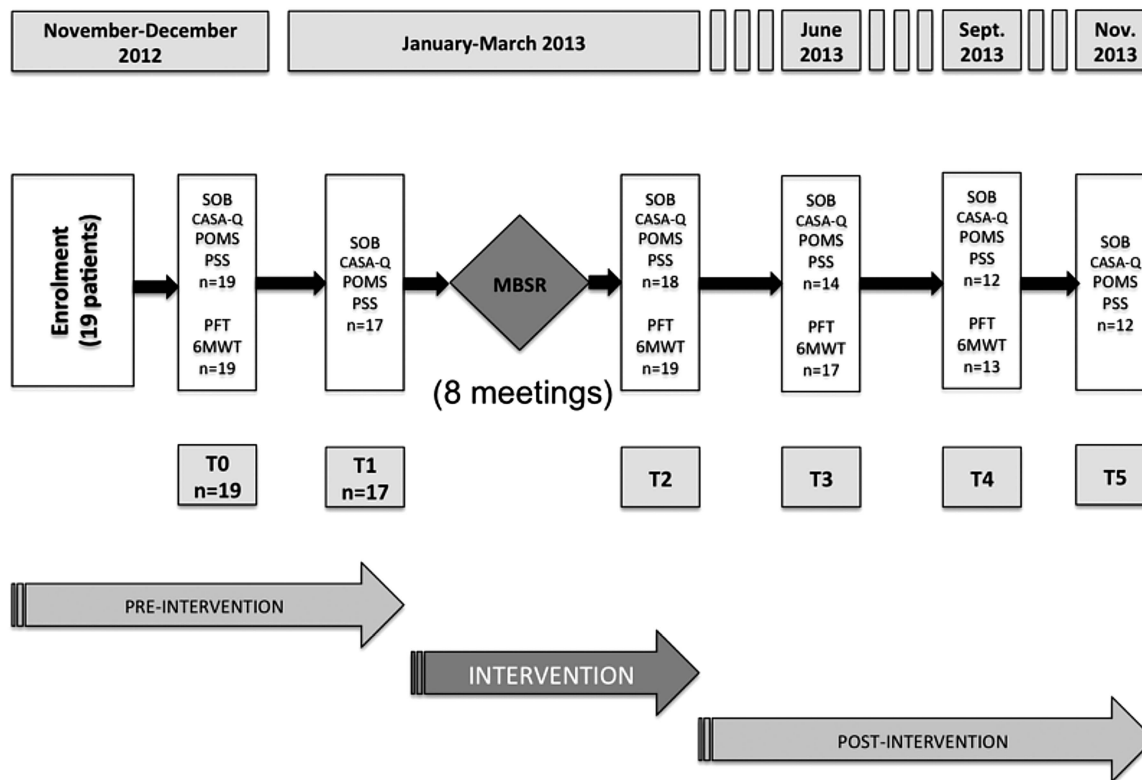 November-December
2012
January-March 2013
June
2013
Sept.
2013
Nov.
2013
Enrolment
(19 patients)
SOB
CASA-Q
POMS
PSS
n=19
PFT
6MWT
n=19
SOB
CASA-Q
POMS
PSS
n=17
MBSR
(8 meetings)
SOB
CASA-Q
POMS
PSS
n=18
PFT
6MWT
n=19
SOB
CASA-Q
POMS
PSS
n=14
PFT
6MWT
n=17
SOB
CASA-Q
POMS
PSS
n=12
PFT
6MWT
n=13
SOB
CASA-Q
POMS
PSS
n=12
T0
n=19
T1
n=17
T2
T3
T4
T5
PRE-INTERVENTION
INTERVENTION
POST-INTERVENTION